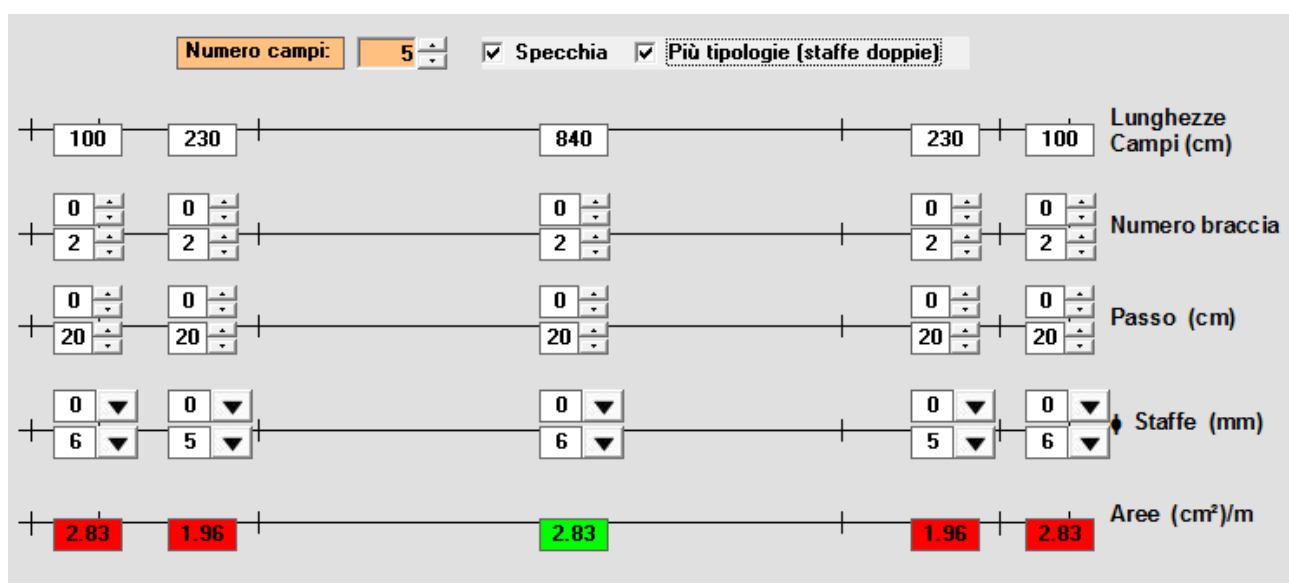 Numero campi: 5 Specchia Più tipologie (staffe doppie)
100 230 840 230 100 Lunghezze
Campi (cm)
0 0 0 0 0
2 2 2 2 2 Numero braccia
0 0 0 0 0
20 20 20 20 20 Passo (cm)
0 0 0 0 0
6 5 6 5 6 ϕ Staffe (mm)
2.83 1.96 2.83 1.96 2.83 Aree (cm²)/m